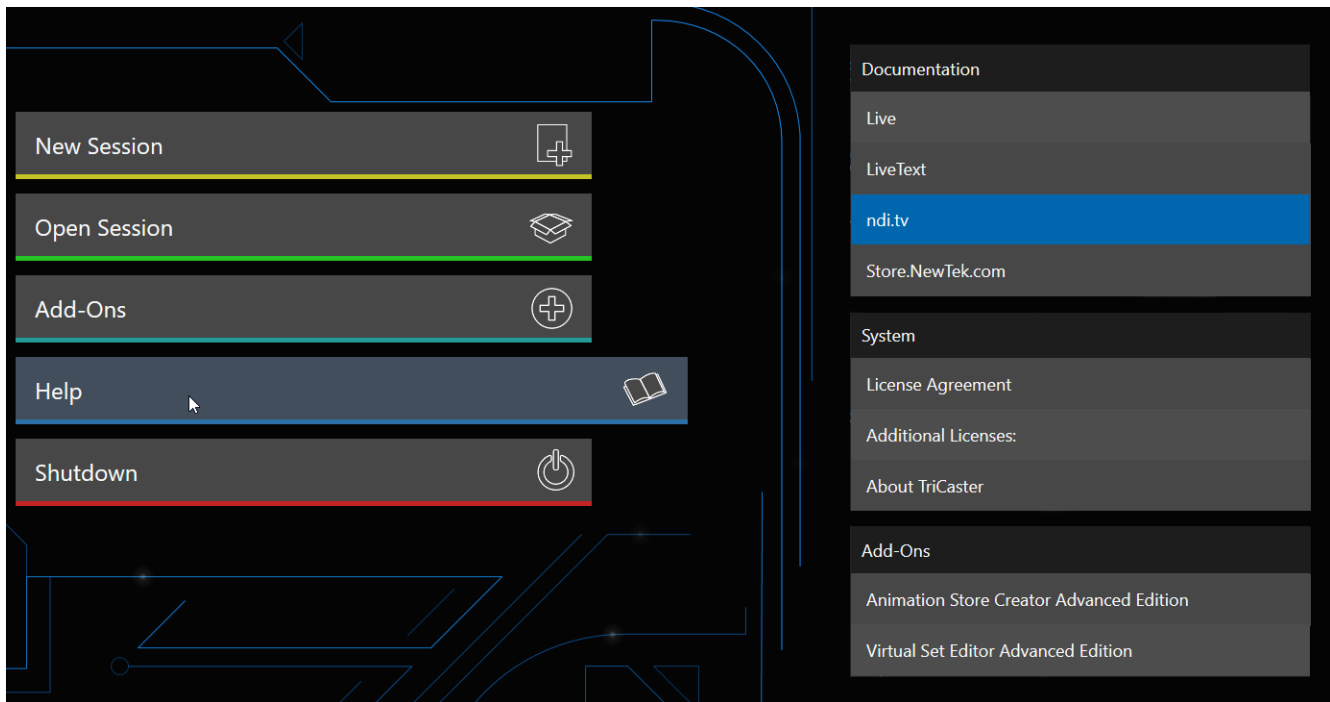 New Session
Open Session
Add-Ons
Help
Shutdown
Documentation
Live
LiveText
ndi.tv
Store.NewTek.com
System
License Agreement
Additional Licenses:
About TriCaster
Add-Ons
Animation Store Creator Advanced Edition
Virtual Set Editor Advanced Edition